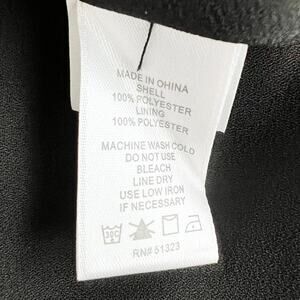 MADE IN CHINA
SHELL
100% POLYESTER
LINING
100% POLYESTER
MACHINE WASH COLD
DO NOT USE
BLEACH
LINE DRY
USE LOW IRON
IF NECESSARY
30C
RN# 51323